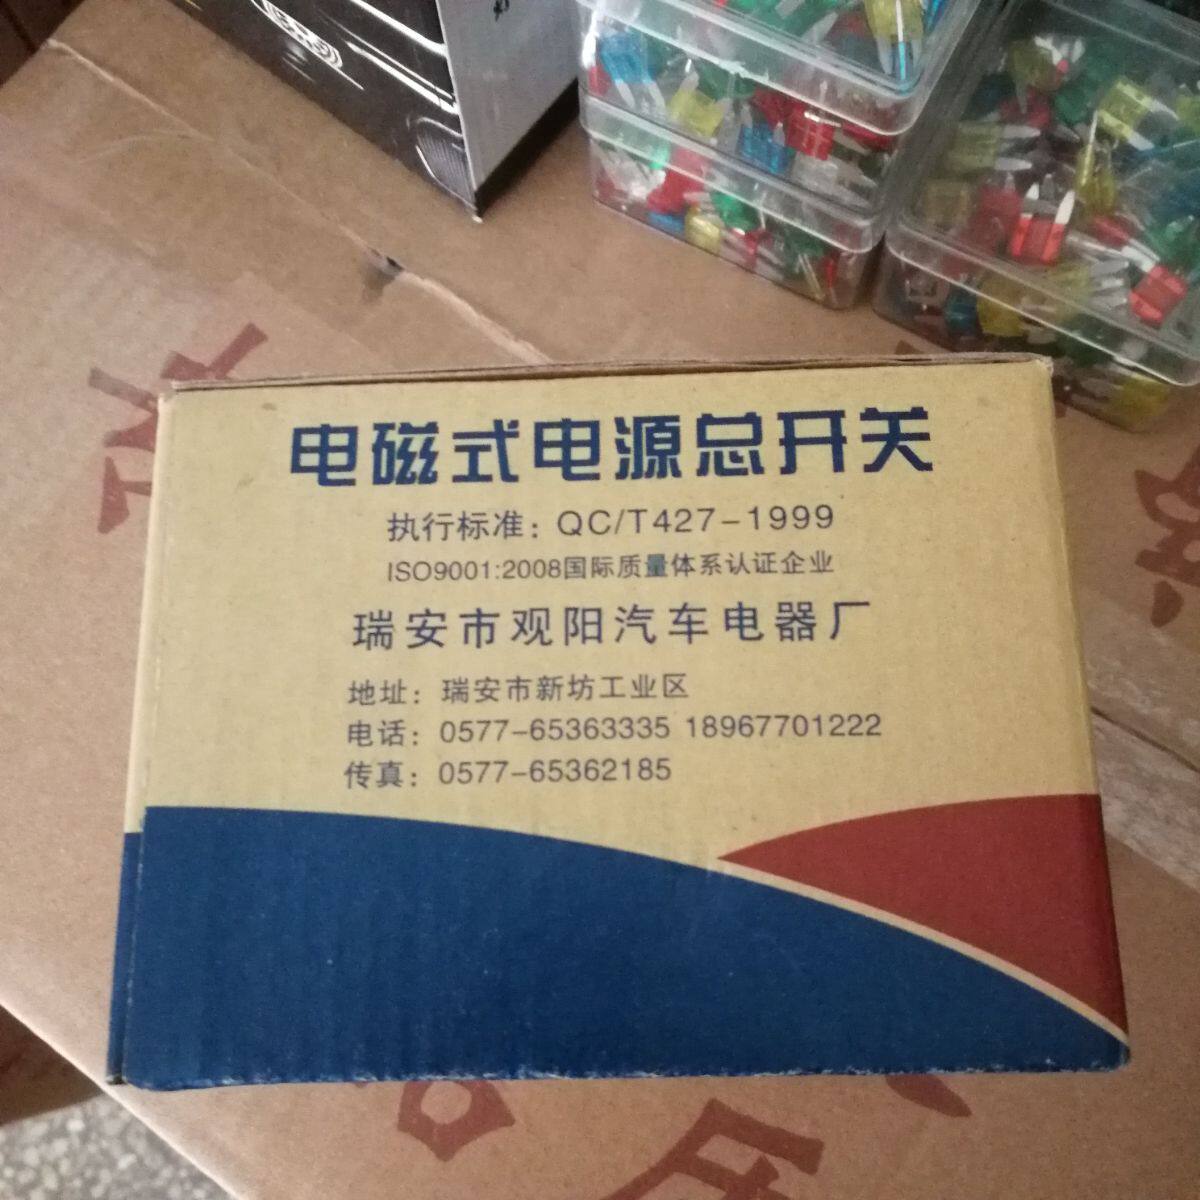 电磁式电源总开关
执行标准：QC/T427-1999
ISO9001:2008国际质量体系认证企业
瑞安市观阳汽车电器厂
地址：瑞安市新坊工业区
电话：0577-65363335 18967701222
传真：0577-65362185